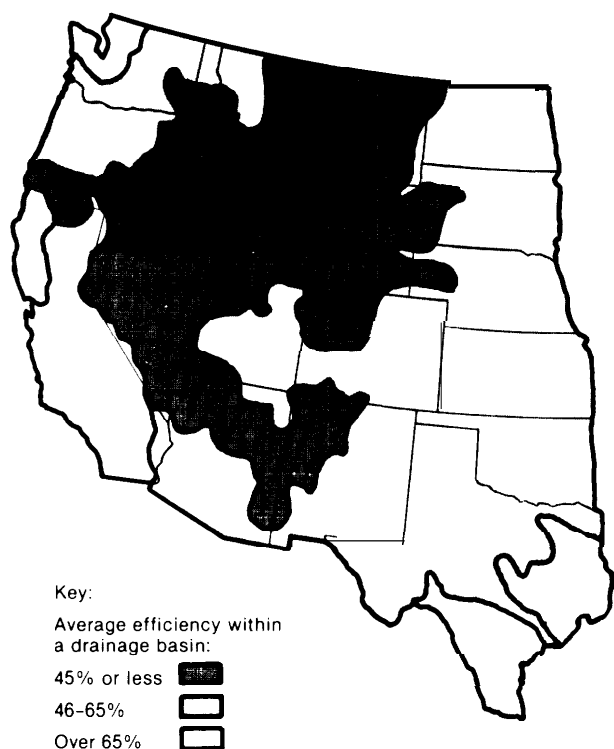 Key:
Average efficiency within
a drainage basin:
45% or less
46-65%
Over 65%